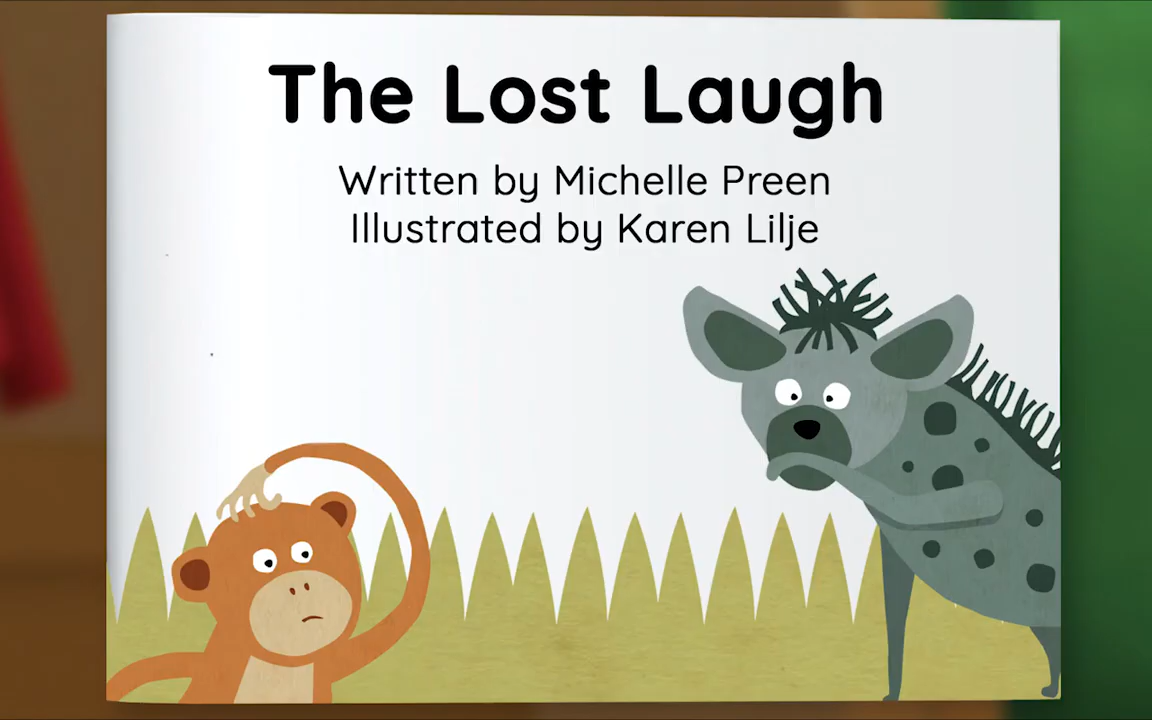 The Lost Laugh
Written by Michelle Preen
Illustrated by Karen Lilje